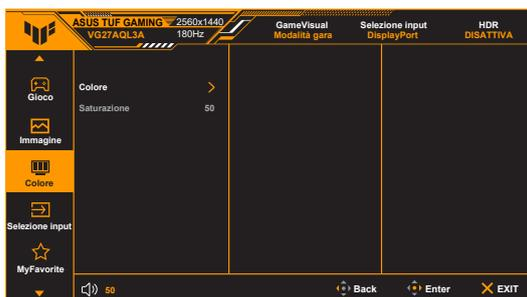 ASUS TUF GAMING
VG27AQL3A
2560x1440
180Hz
GameVisual
Modalità gara
Selezione input
DisplayPort
HDR
DISATTIVA
Gioco
Immagine
Colore
Selezione input
MyFavorite
Colore
Saturazione 50
50
Back
Enter
EXIT